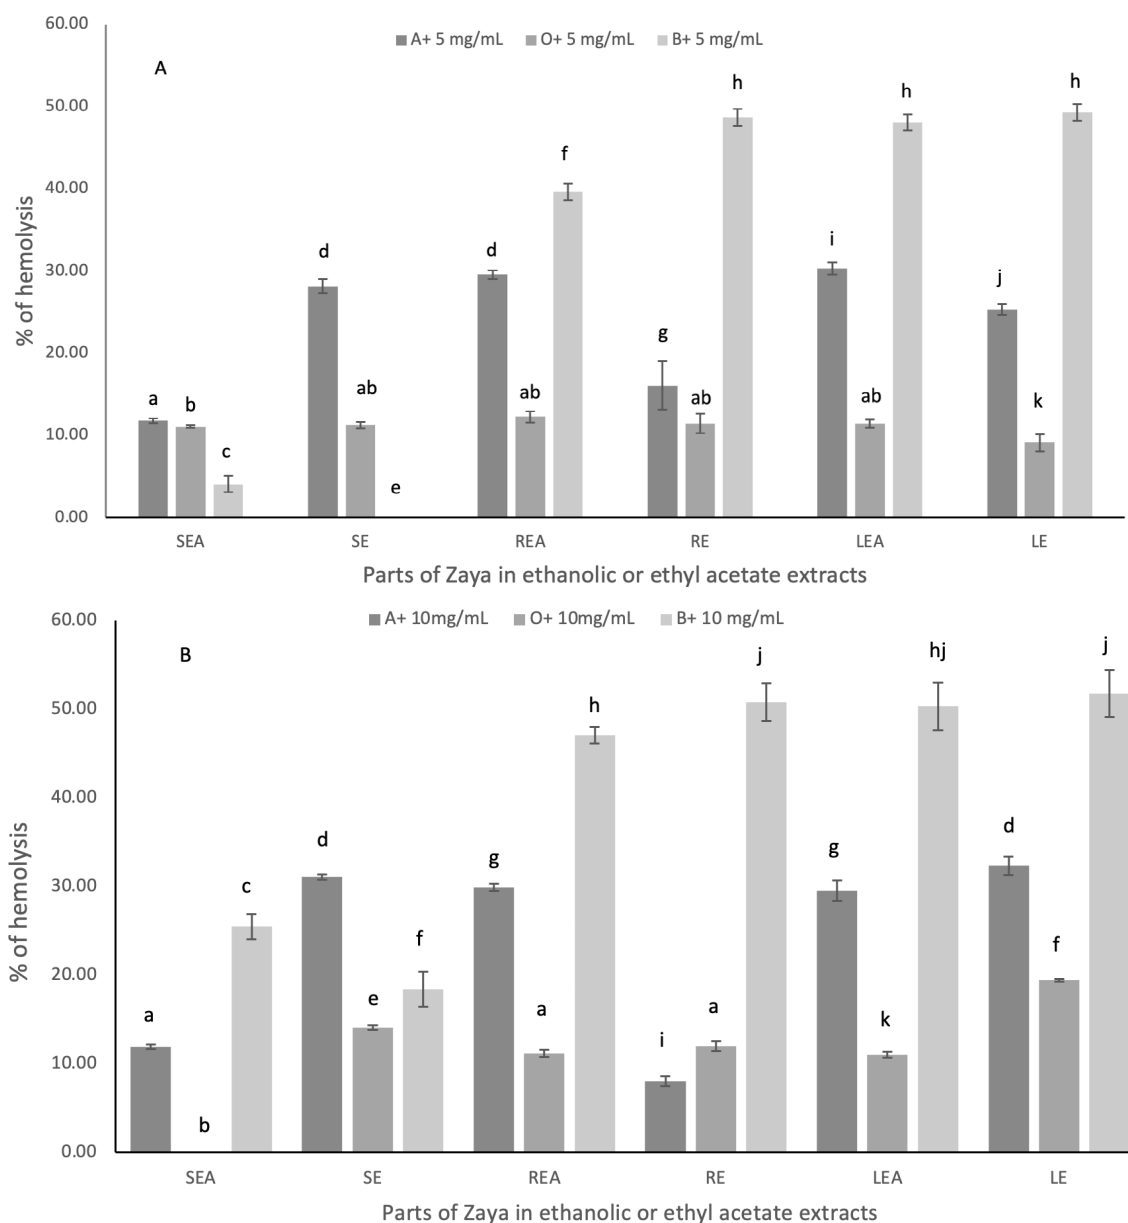 60.00
A+ 5 mg/mL O+ 5 mg/mL B+ 5 mg/mL
A
h
h
h
50.00
f
40.00
d
d
i
j
30.00
g
20.00
a
b
ab
ab
ab
ab
k
10.00
c
e
0.00
SEA SE REA RE LEA LE
% of hemolysis
Parts of Zaya in ethanolic or ethyl acetate extracts
60.00
A+ 10mg/mL O+ 10mg/mL B+ 10 mg/mL
B
j
hj
j
h
50.00
40.00
d
g
g
d
c
30.00
f
f
20.00
a
e
a
a
k
i
10.00
b
0.00
SEA SE REA RE LEA LE
% of hemolysis
Parts of Zaya in ethanolic or ethyl acetate extracts